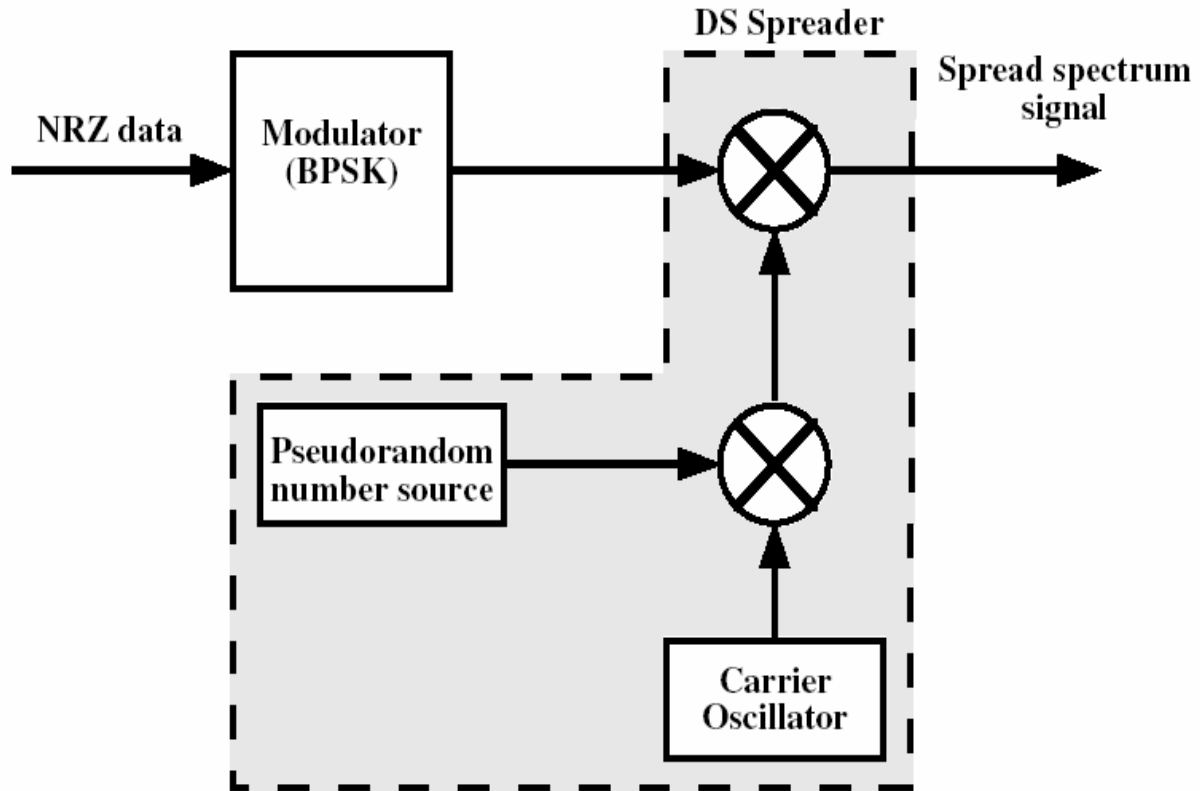 DS Spreader
Spread spectrum
signal
NRZ data
Modulator
(BPSK)
Pseudorandom
number source
Carrier
Oscillator